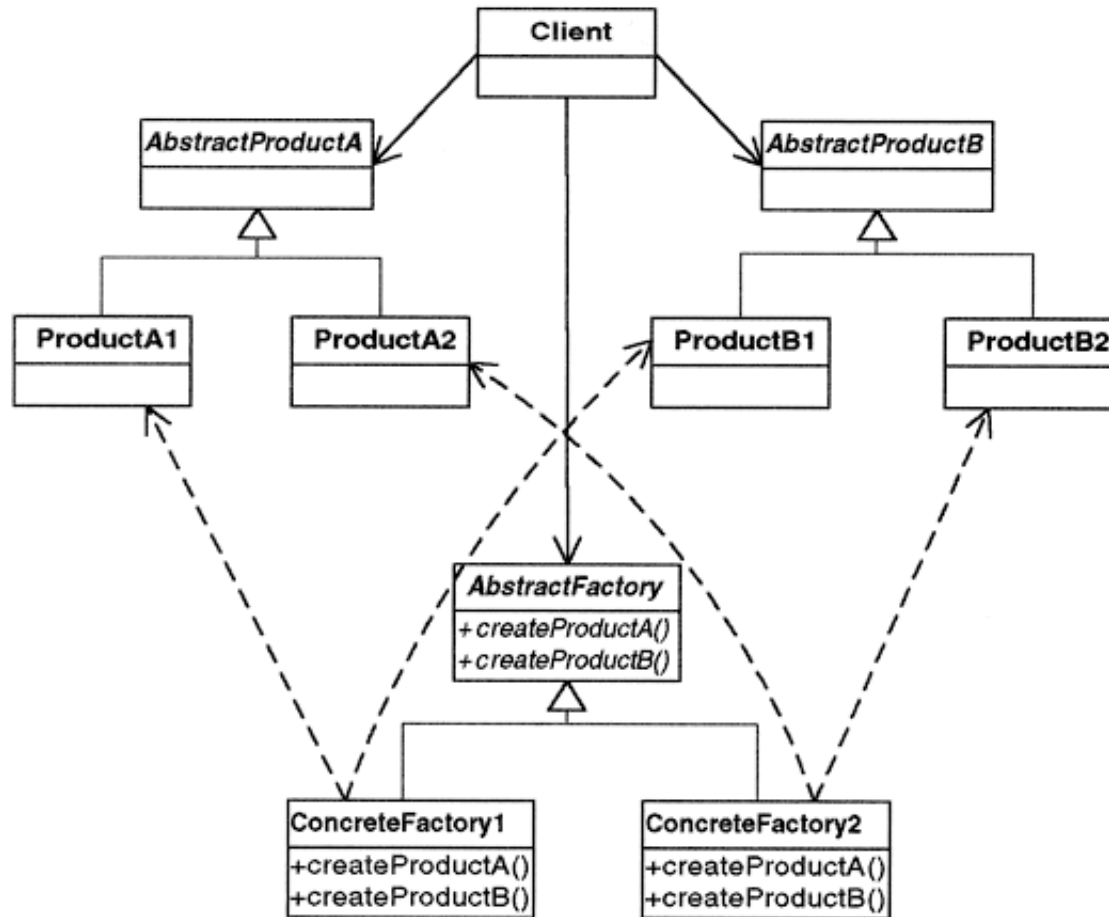 Client
AbstractProductA
AbstractProductB
ProductA1
ProductA2
ProductB1
ProductB2
AbstractFactory
+createProductA()
+createProductB()
ConcreteFactory1
+createProductA()
+createProductB()
ConcreteFactory2
+createProductA()
+createProductB()